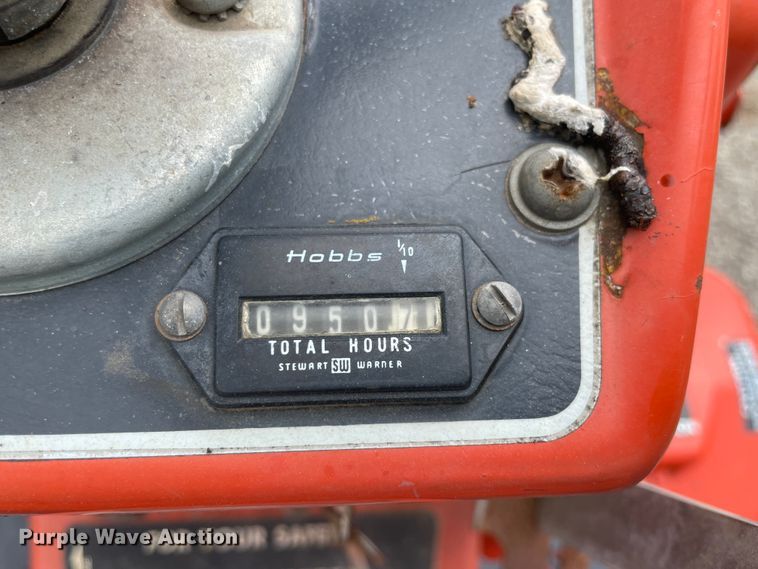 Hobbs 1/10
0950
TOTAL HOURS
STEWART SW WARNER
Purple Wave Auction